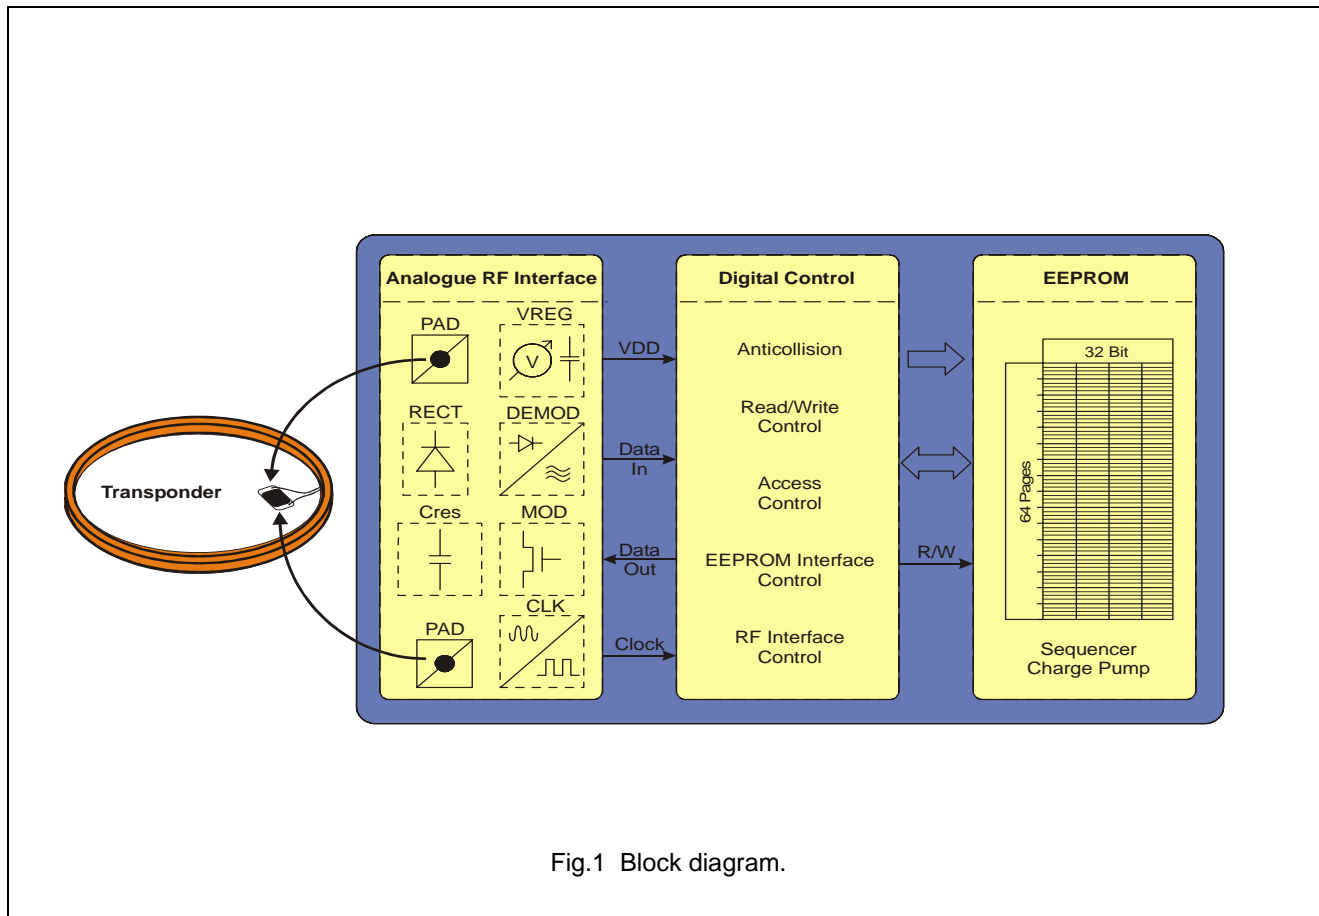 Analogue RF Interface
PAD
VREG
V
RECT
DEMOD
Cres
MOD
PAD
CLK
Transponder
VDD
Data
In
Data
Out
Clock
Digital Control
Anticollision
Read/Write
Control
Access
Control
EEPROM Interface
Control
RF Interface
Control
R/W
EEPROM
32 Bit
64 Pages
Sequencer
Charge Pump
Fig.1 Block diagram.